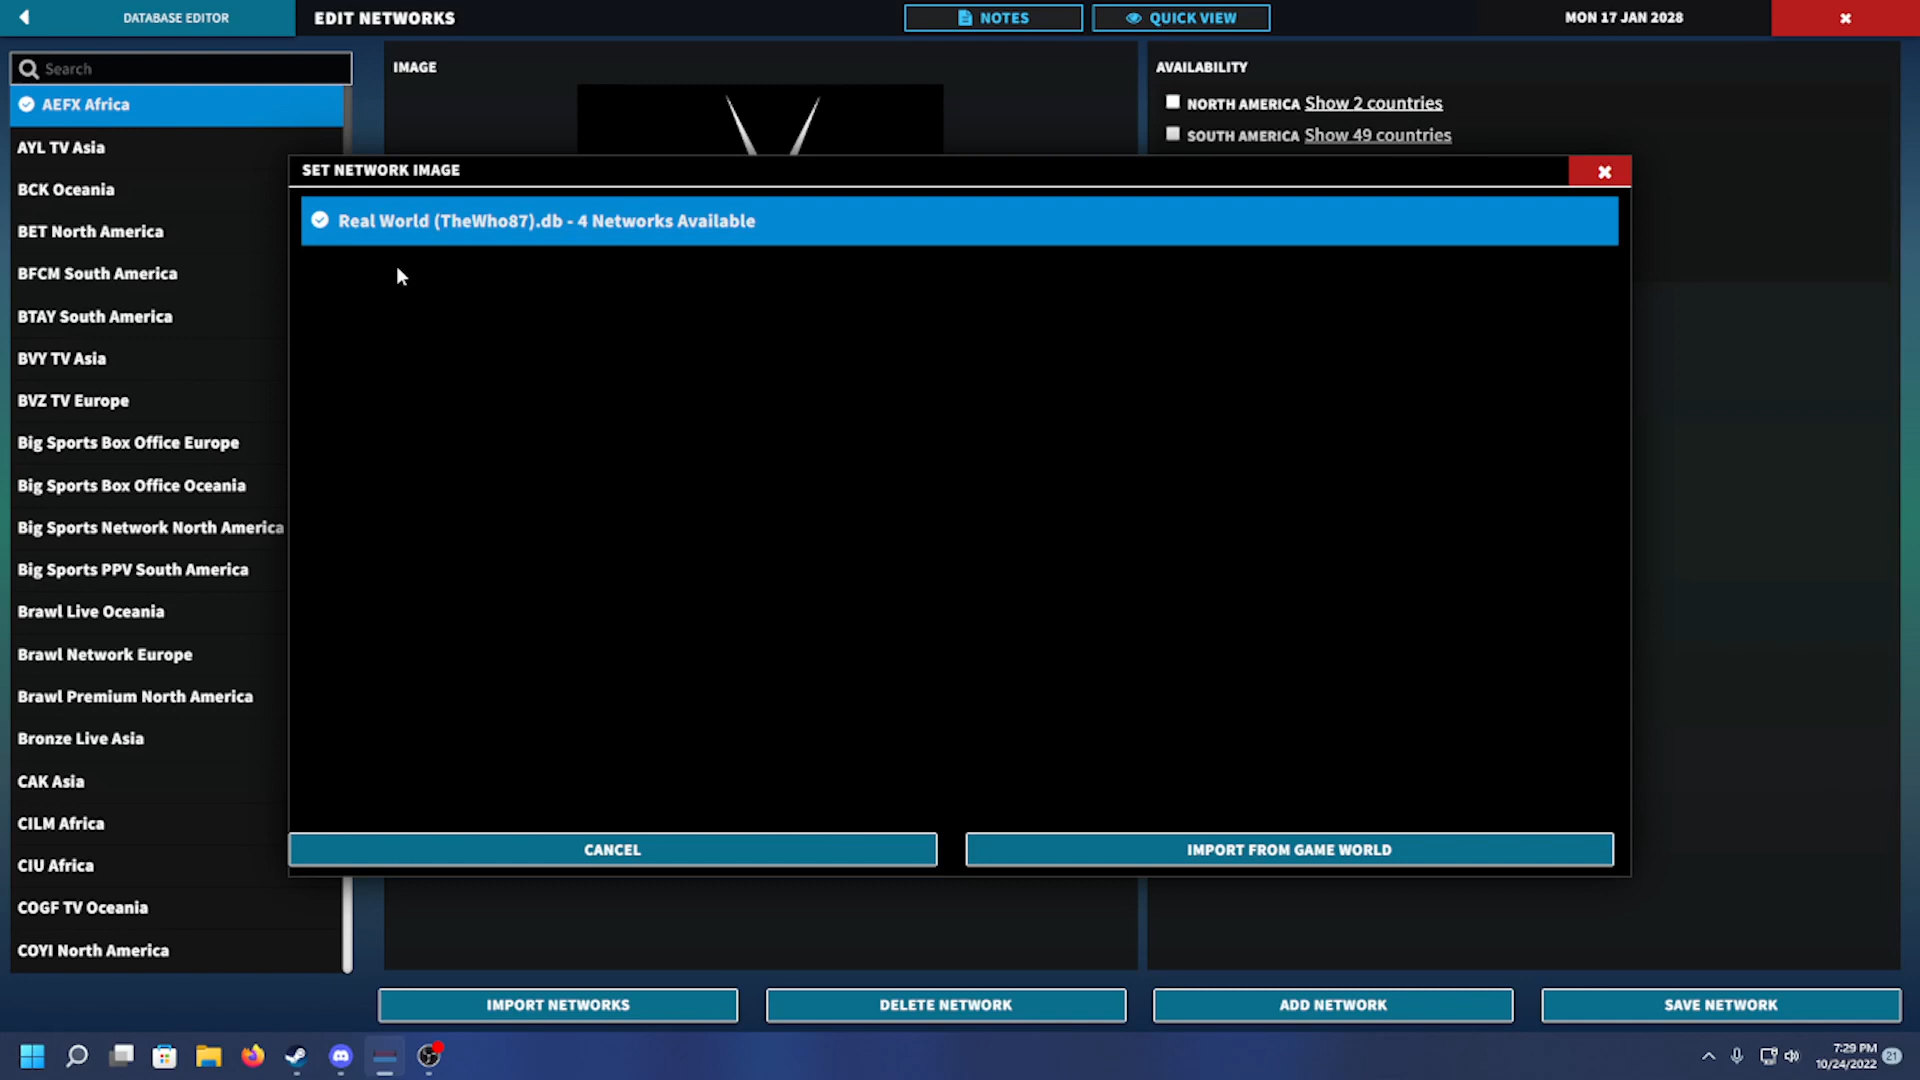 DATABASE EDITOR
EDIT NETWORKS
NOTES
QUICK VIEW
MON 17 JAN 2028
Search
AEFX Africa
AYL TV Asia
BCK Oceania
BET North America
BFCM South America
BTAY South America
BVY TV Asia
BVZ TV Europe
Big Sports Box Office Europe
Big Sports Box Office Oceania
Big Sports Network North America
Big Sports PPV South America
Brawl Live Oceania
Brawl Network Europe
Brawl Premium North America
Bronze Live Asia
CAK Asia
CILM Africa
CIU Africa
COGF TV Oceania
COYI North America
IMAGE
AVAILABILITY
NORTH AMERICA Show 2 countries
SOUTH AMERICA Show 49 countries
SET NETWORK IMAGE
Real World (TheWho87).db - 4 Networks Available
CANCEL
IMPORT FROM GAME WORLD
IMPORT NETWORKS
DELETE NETWORK
ADD NETWORK
SAVE NETWORK
7:29 PM
10/24/2022
21